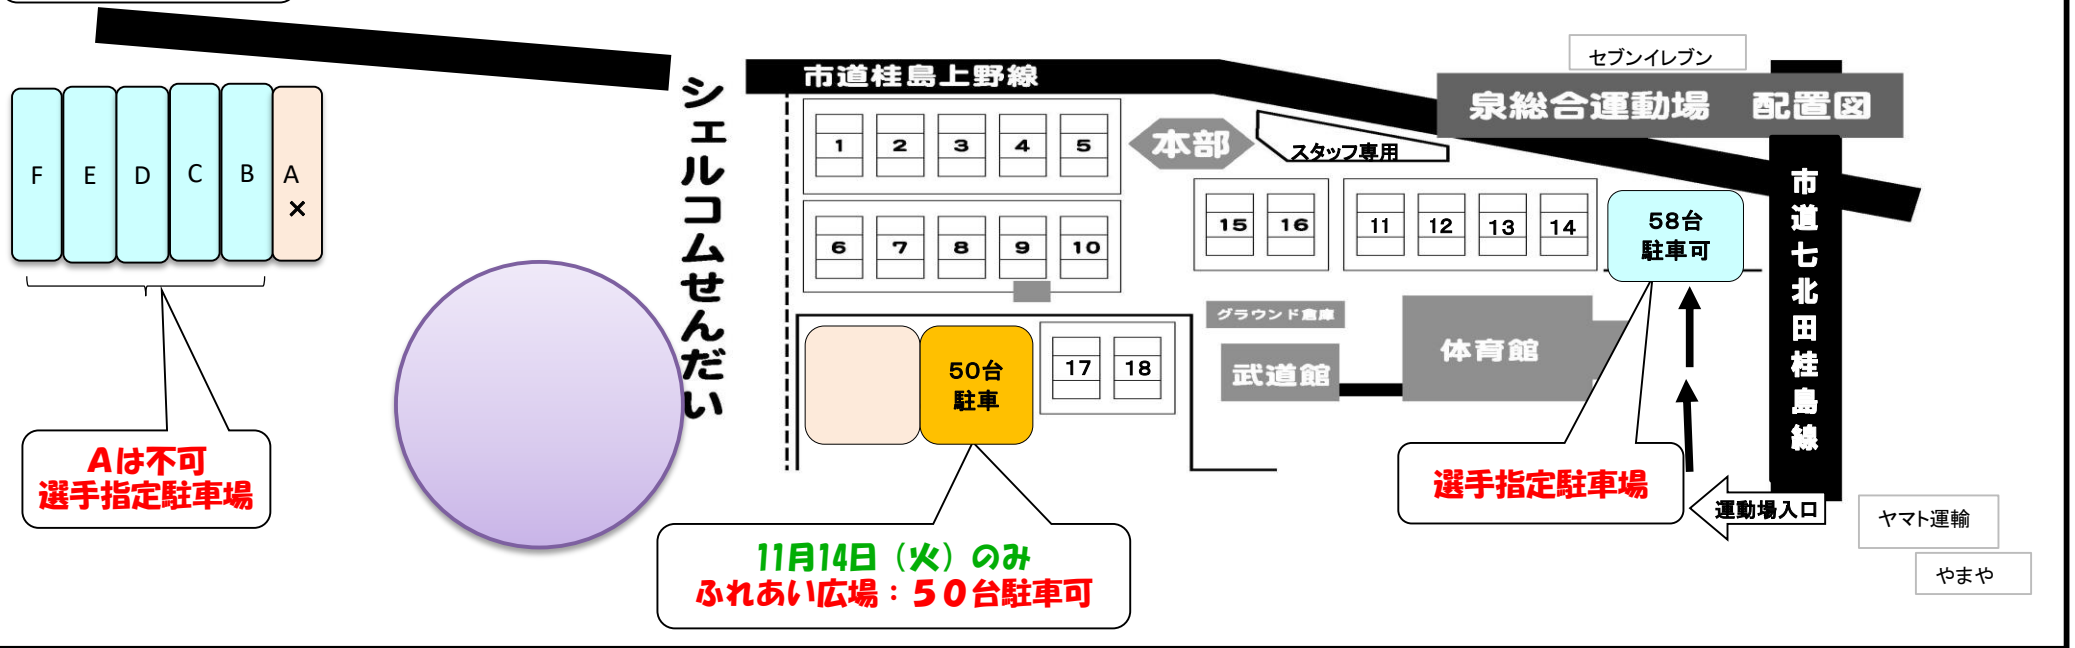 セブンイレブン
泉総合運動場 配置図
市道桂島上野線
シェルコムせんだい
本部
スタッフ専用
市道七北田桂島線
1 2 3 4 5
6 7 8 9 10
15 16
11 12 13 14
58台
駐車可
F E D C B A
×
グラウンド倉庫
武道館
体育館
50台
駐車
17 18
Aは不可
選手指定駐車場
選手指定駐車場
運動場入口
11月14日（火）のみ
ふれあい広場：５０台駐車可
ヤマト運輸
やまや